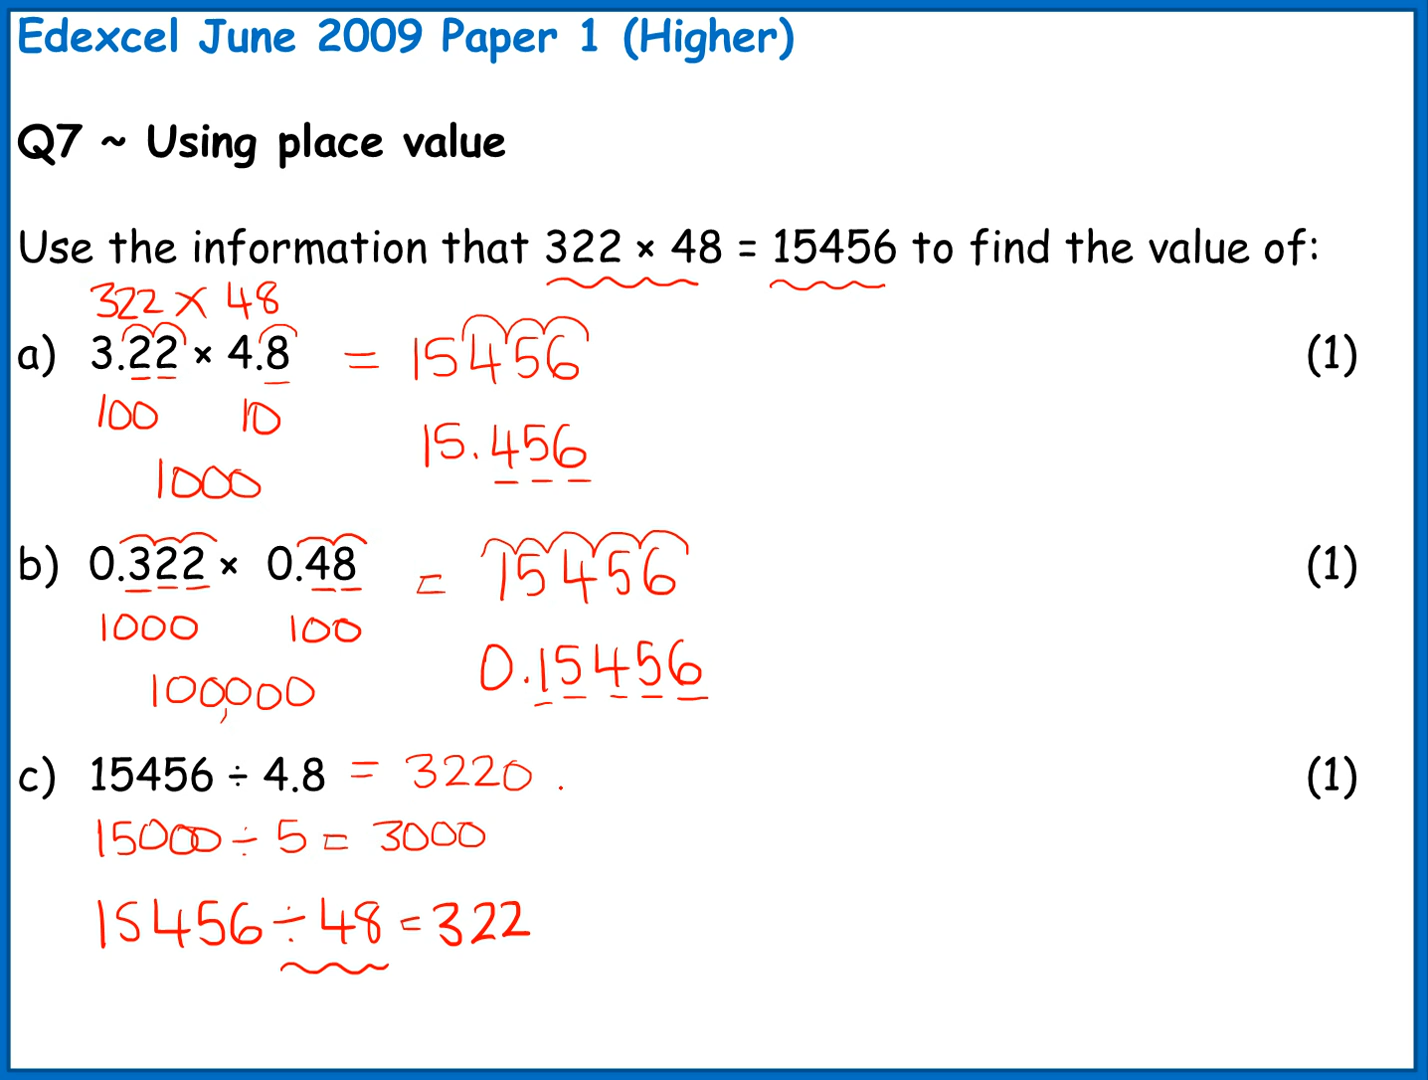 Edexcel June 2009 Paper 1 (Higher)
Q7 ~ Using place value
Use the information that 322 × 48 = 15456 to find the value of:
322 × 48
a) 3.22 × 4.8 = 15456 (1)
100 10
15.456
1000
b) 0.322 × 0.48 = 15456 (1)
1000 100
0.15456
100,000
c) 15456 ÷ 4.8 = 3220 . (1)
15000 ÷ 5 = 3000
15456 ÷ 48 = 322